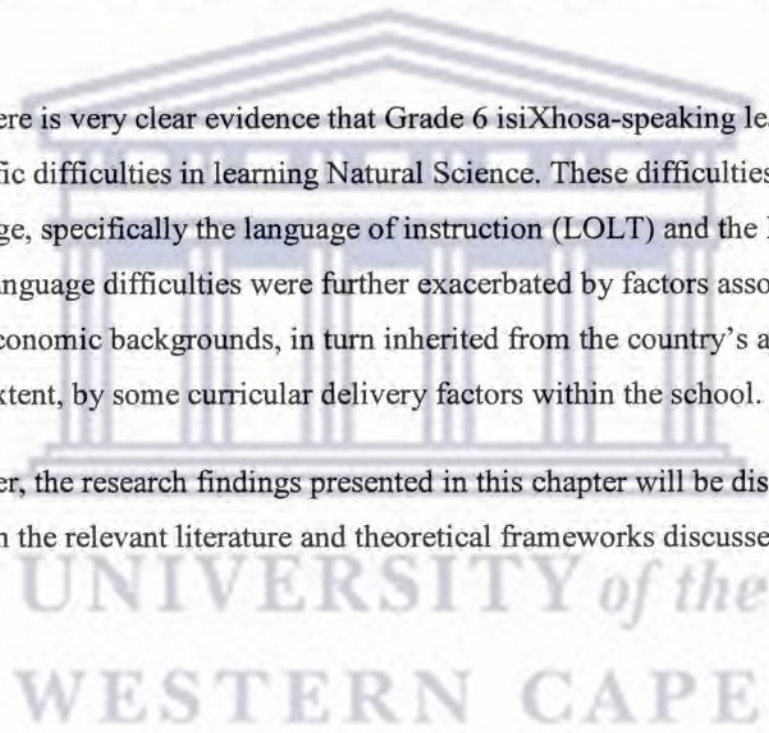 ere is very clear evidence that Grade 6 isiXhosa-speaking le
fic difficulties in learning Natural Science. These difficulties
ge, specifically the language of instruction (LOLT) and the
anguage difficulties were further exacerbated by factors asso
conomic backgrounds, in turn inherited from the country's a
xtent, by some curricular delivery factors within the school.
er, the research findings presented in this chapter will be dis
n the relevant literature and theoretical frameworks discusse
UNIVERSITY of the
WESTERN CAPE